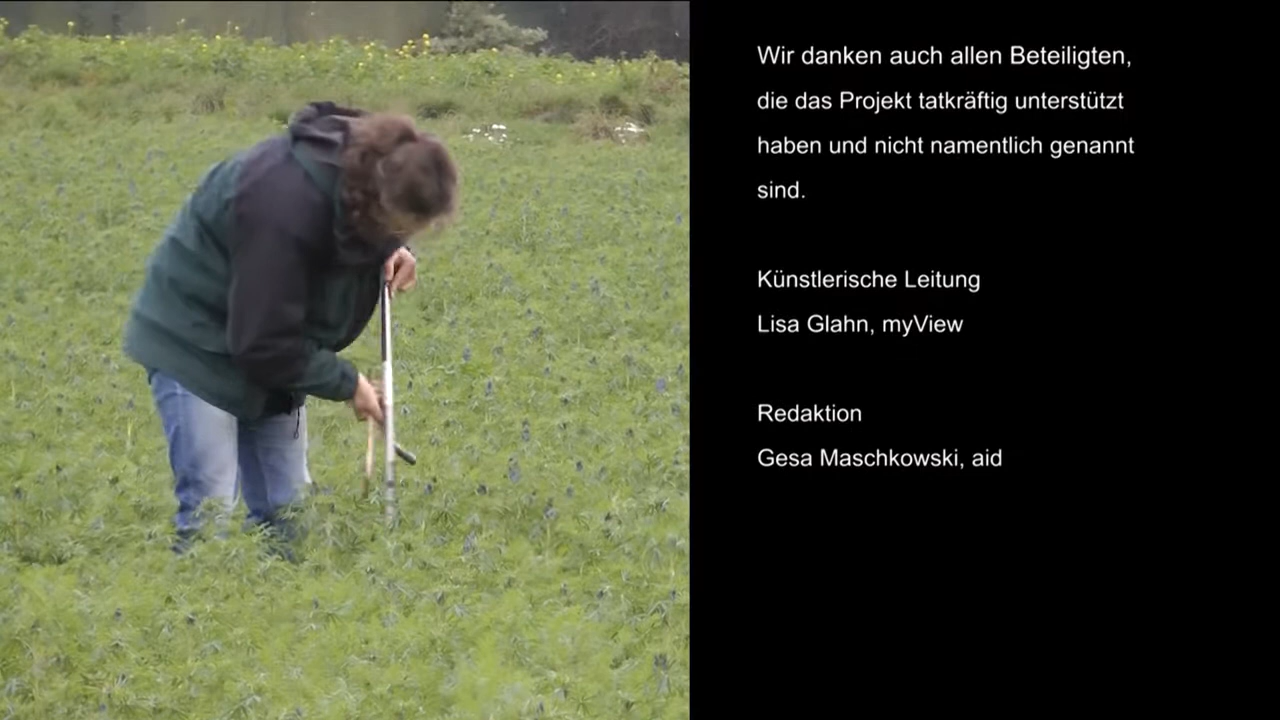 Wir danken auch allen Beteiligten,
die das Projekt tatkräftig unterstützt
haben und nicht namentlich genannt
sind.
Künstlerische Leitung
Lisa Glahn, myView
Redaktion
Gesa Maschkowski, aid